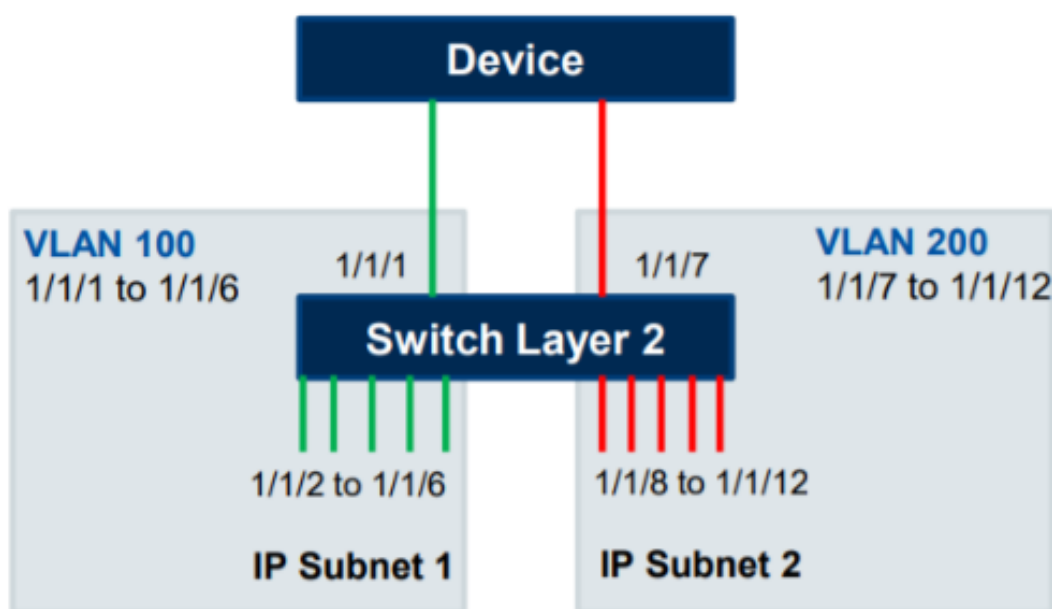 Device
VLAN 100
1/1/1 to 1/1/6
1/1/1
1/1/7
VLAN 200
1/1/7 to 1/1/12
Switch Layer 2
1/1/2 to 1/1/6
1/1/8 to 1/1/12
IP Subnet 1
IP Subnet 2